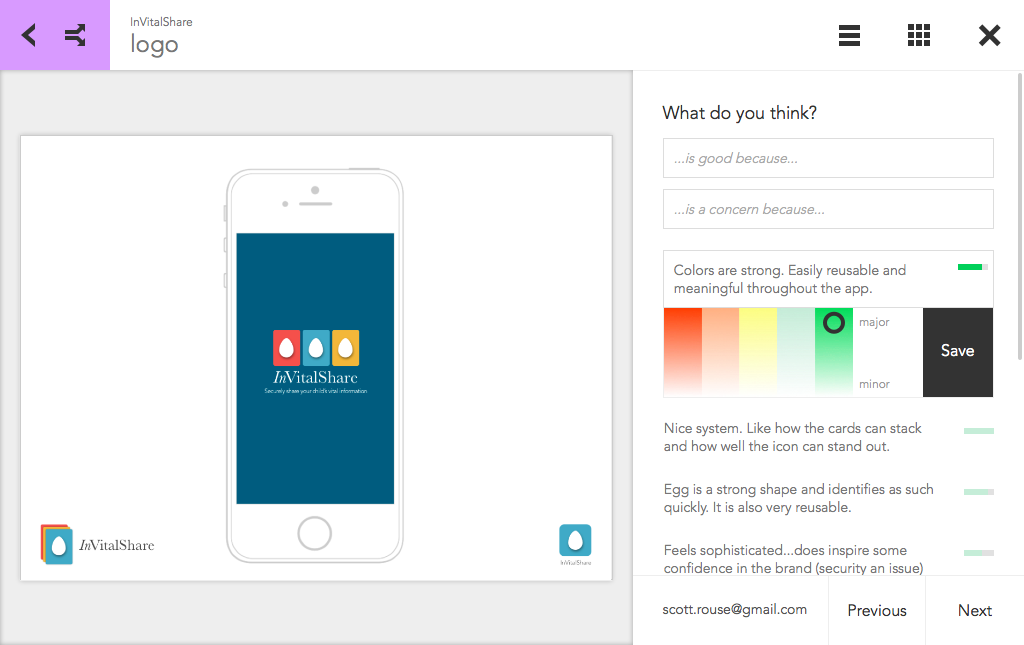 InVitalShare
logo
What do you think?
...is good because...
...is a concern because...
Colors are strong. Easily reusable and
meaningful throughout the app.
major
minor
Save
Nice system. Like how the cards can stack
and how well the icon can stand out.
Egg is a strong shape and identifies as such
quickly. It is also very reusable.
Feels sophisticated...does inspire some
confidence in the brand (security an issue)
scott.rouse@gmail.com
Previous
Next
InVitalShare
Securely share your child's vital information
InVitalShare
InVitalShare